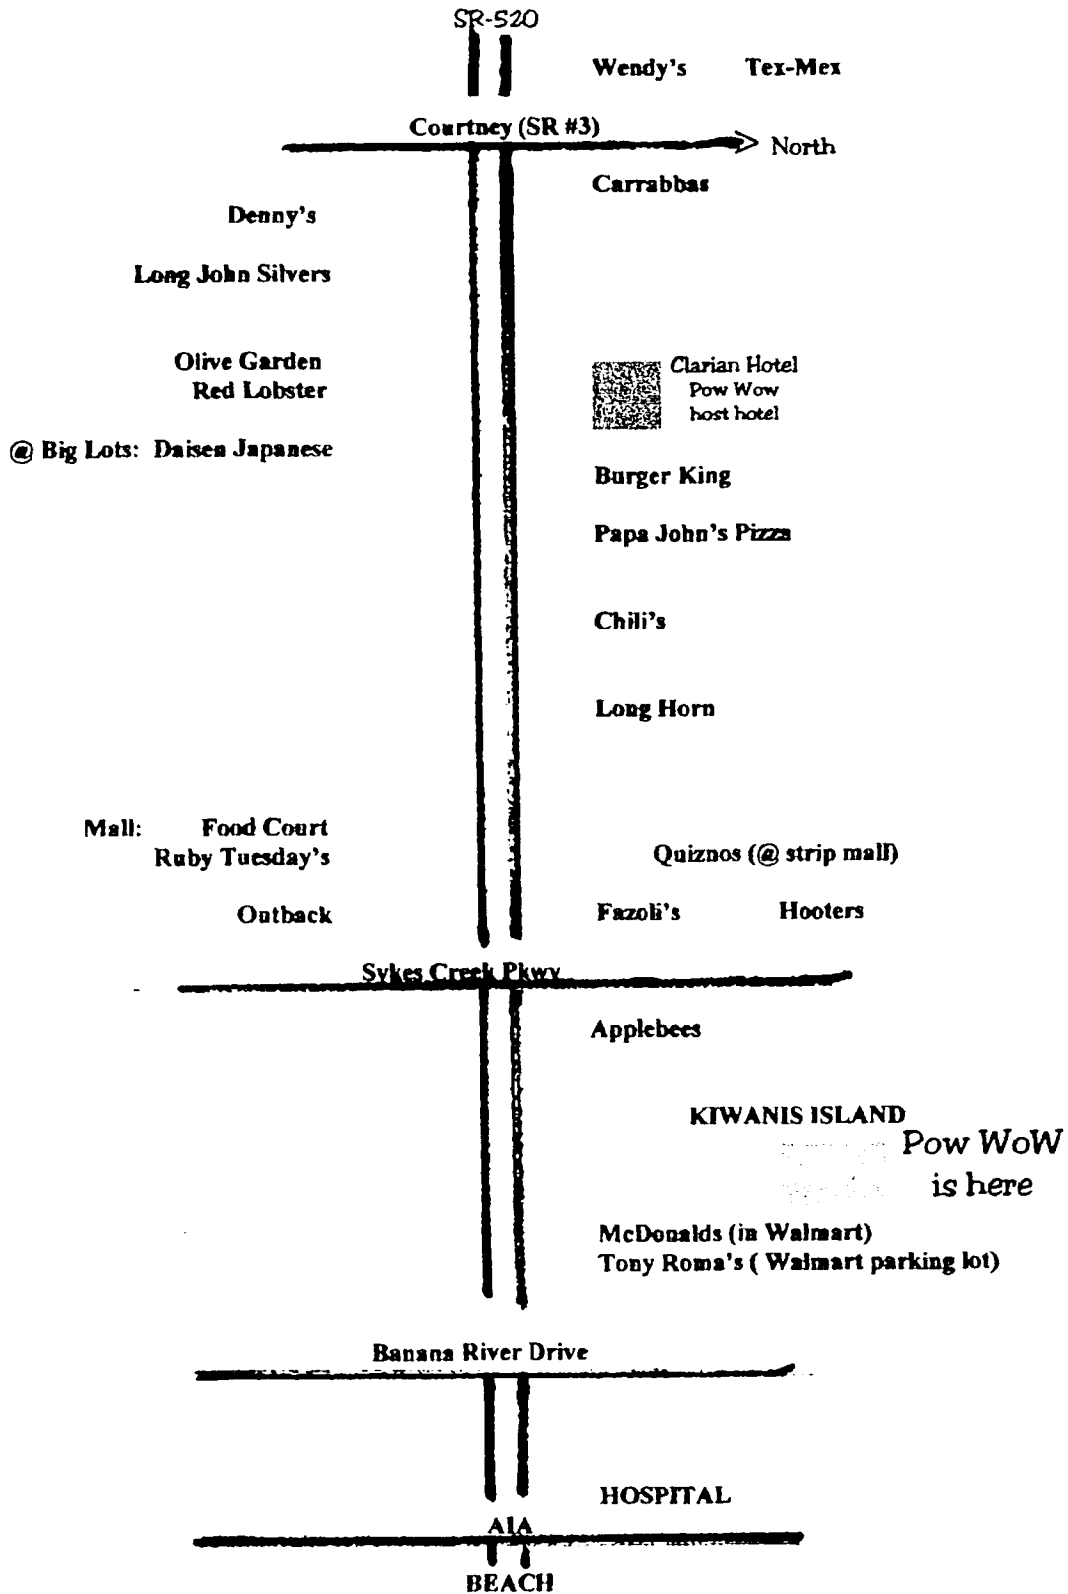 SR-520
Wendy's Tex-Mex
Courtney (SR #3)
North
Carrabbas
Denny's
Long John Silvers
Olive Garden
Red Lobster
Clarian Hotel
Pow Wow
host hotel
@ Big Lots: Daisen Japanese
Burger King
Papa John's Pizza
Chili's
Long Horn
Mall: Food Court
Ruby Tuesday's
Quiznos (@ strip mall)
Outback
Fazoli's Hooters
Sykes Creek Pkwy
Applebees
KIWANIS ISLAND
Pow WoW
is here
McDonalds (in Walmart)
Tony Roma's ( Walmart parking lot)
Banana River Drive
HOSPITAL
A1A
BEACH